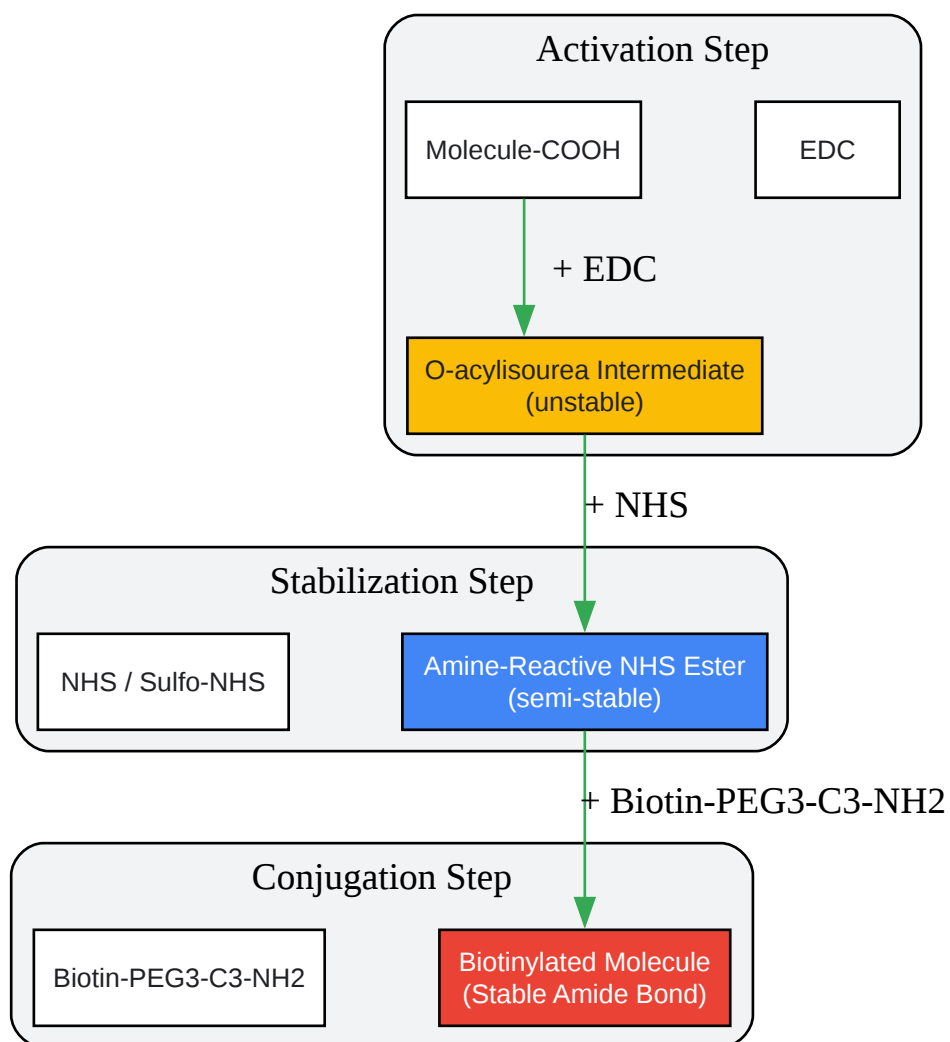 Activation Step
Molecule-COOH
EDC
+ EDC
O-acylisourea Intermediate
(unstable)
+ NHS
Stabilization Step
NHS / Sulfo-NHS
Amine-Reactive NHS Ester
(semi-stable)
+ Biotin-PEG3-C3-NH2
Conjugation Step
Biotin-PEG3-C3-NH2
Biotinylated Molecule
(Stable Amide Bond)